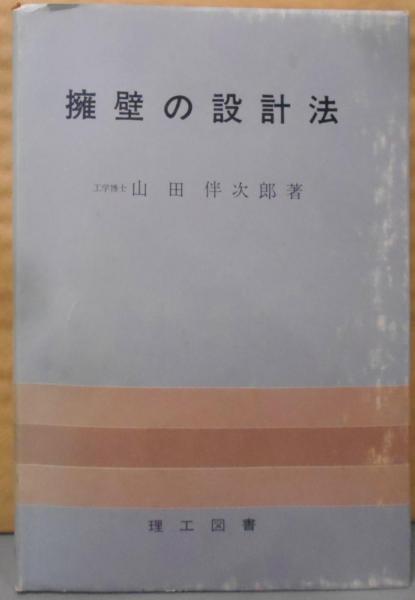 擁壁の設計法
工学博士 山田伴次郎著
理工図書